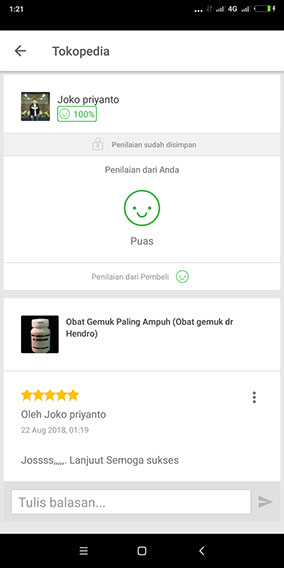 1:21
4G
Tokopedia
Joko priyanto
100%
Penilaian sudah disimpan
Penilaian dari Anda
Puas
Penilaian dari Pembeli
Obat Gemuk Paling Ampuh (Obat gemuk dr
Hendro)
Oleh Joko priyanto
22 Aug 2018, 01:19
Jossss,,,,,. Lanjuut Semoga sukses
Tulis balasan...